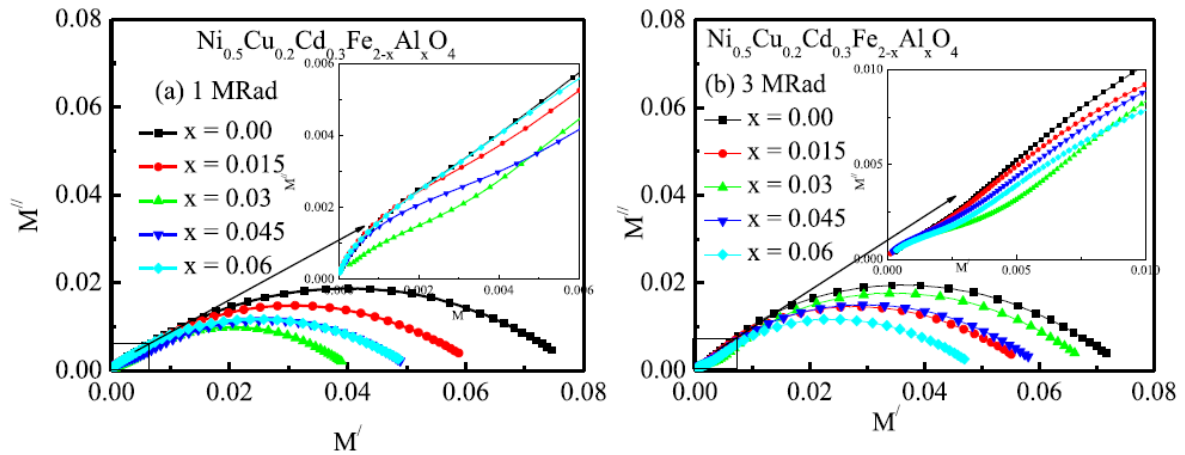 Ni0.5Cu0.2Cd0.3Fe2-xAlxO4
(a) 1 MRad
x = 0.00
x = 0.015
x = 0.03
x = 0.045
x = 0.06
0.08
0.06
0.04
0.02
0.00
M//
0.00
0.02
0.04
0.06
0.08
M/
0.006
0.004
0.002
0.000
M//
0.002
0.004
0.006
M
Ni0.5Cu0.2Cd0.3Fe2-xAlxO4
(b) 3 MRad
x = 0.00
x = 0.015
x = 0.03
x = 0.045
x = 0.06
0.08
0.06
0.04
0.02
0.00
M//
0.00
0.02
0.04
0.06
0.08
M/
0.010
0.005
0.000
M//
0.000
0.005
0.010
M/